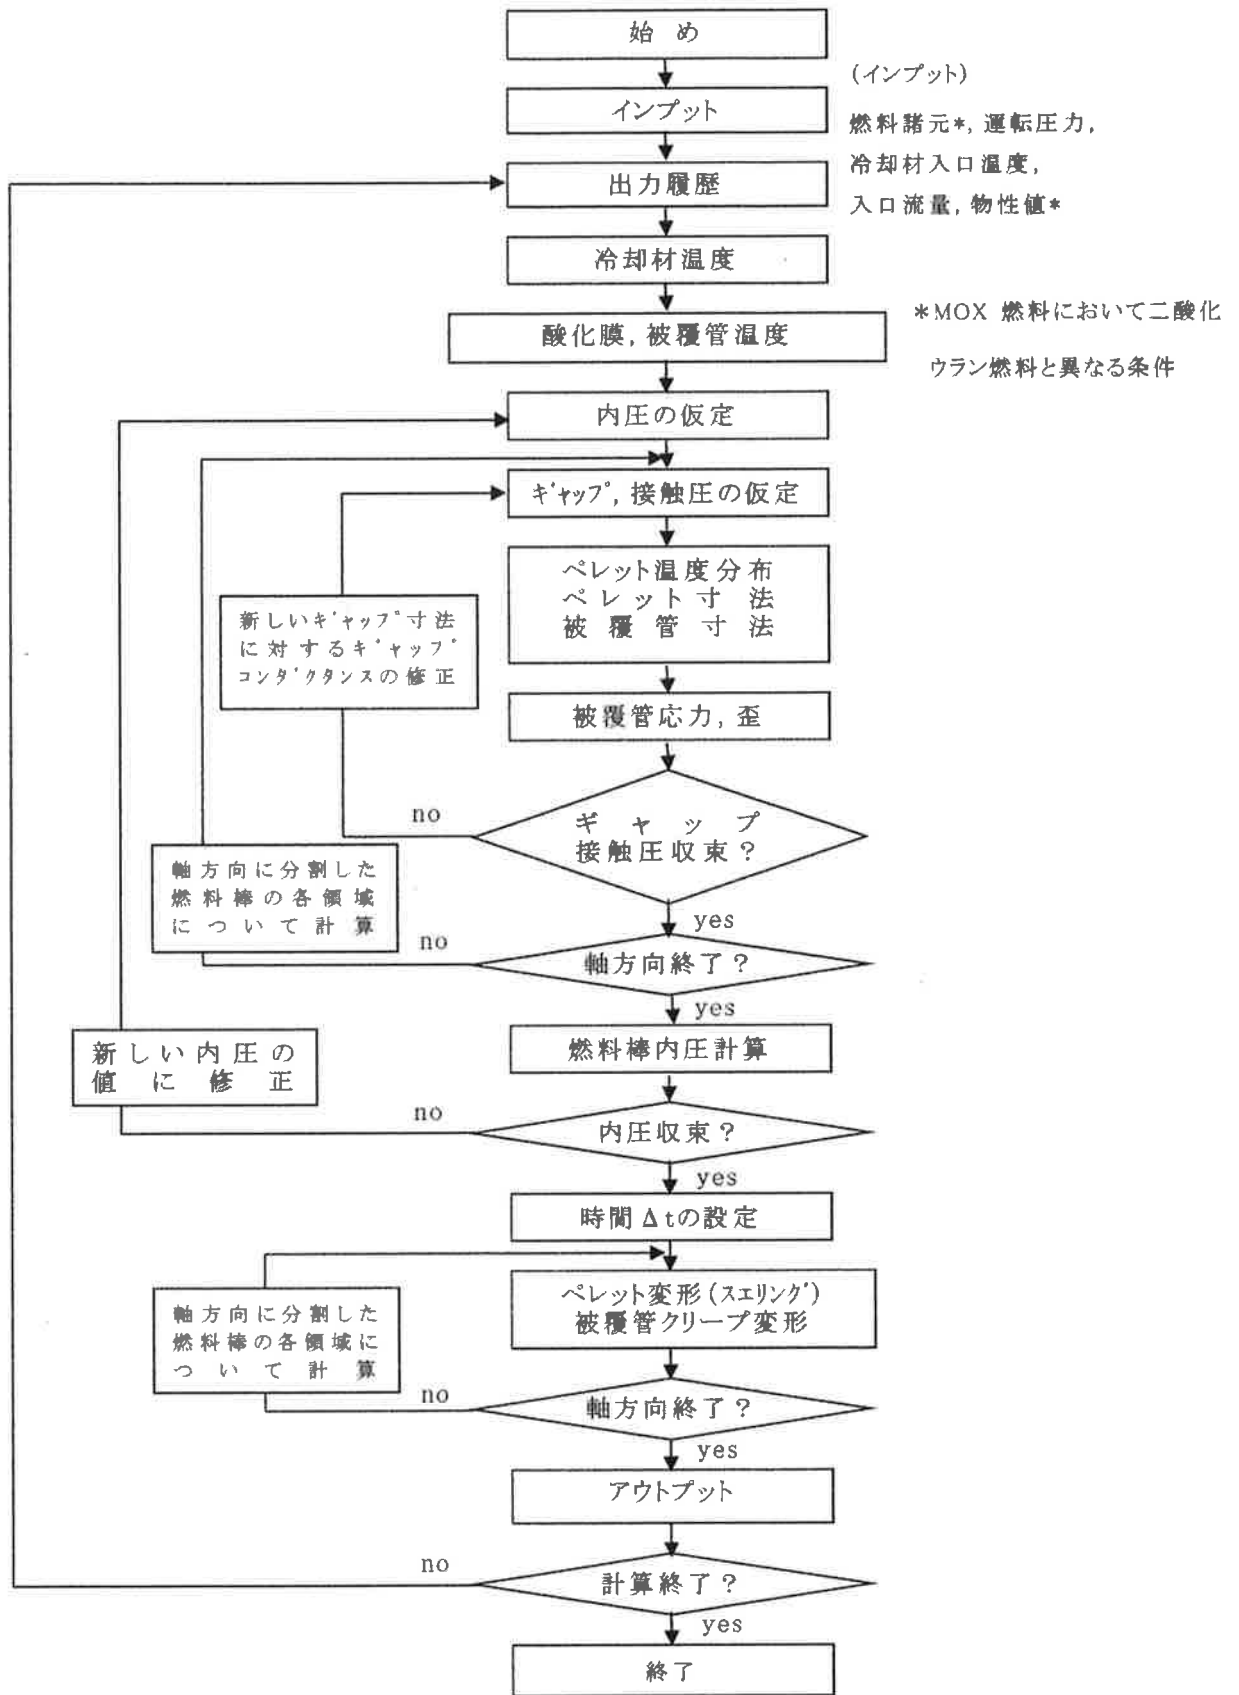 始め
(インプット)
インプット
燃料諸元*, 運転圧力,
冷却材入口温度,
出力履歴
入口流量, 物性値*
冷却材温度
*MOX 燃料において二酸化
酸化膜, 被覆管温度
ウラン燃料と異なる条件
内圧の仮定
ギャップ, 接触圧の仮定
ペレット温度分布
ペレット寸法
被覆管寸法
新しいギャップ寸法
に対するギャップ
コンダクタンスの修正
被覆管応力, 歪
no
ギャップ
接触圧収束?
軸方向に分割した
燃料棒の各領域
について計算
yes
no
軸方向終了?
yes
新しい内圧の
値に修正
燃料棒内圧計算
no
内圧収束?
yes
時間Δtの設定
ペレット変形(スエリング)
被覆管クリープ変形
軸方向に分割した
燃料棒の各領域に
ついて計算
no
軸方向終了?
yes
アウトプット
no
計算終了?
yes
終了